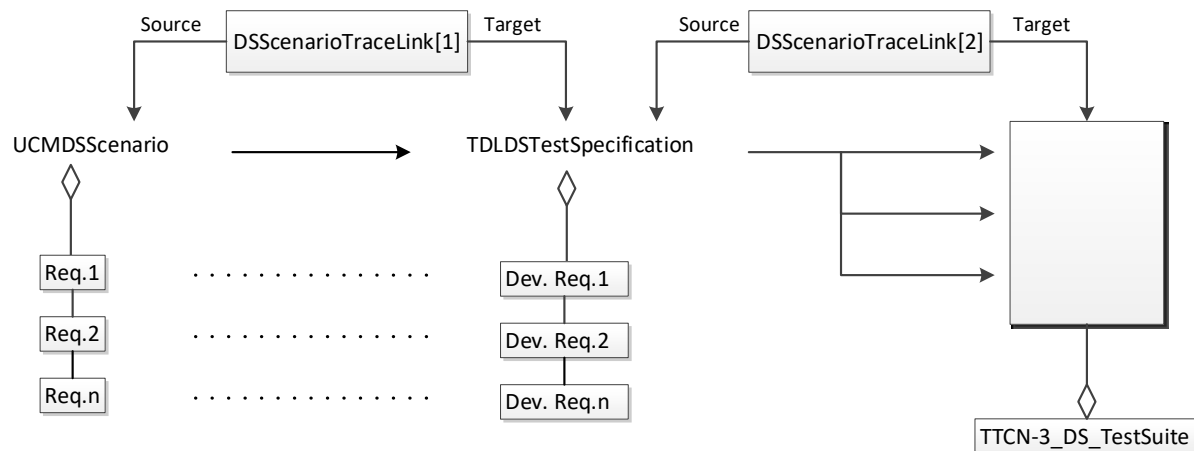 Source
DSScenarioTraceLink[1]
Target
Source
DSScenarioTraceLink[2]
Target
UCMDSScenario
TDLDSTestSpecification
Req.1
Dev. Req.1
Req.2
Dev. Req.2
Req.n
Dev. Req.n
TTCN-3_DS_TestSuite